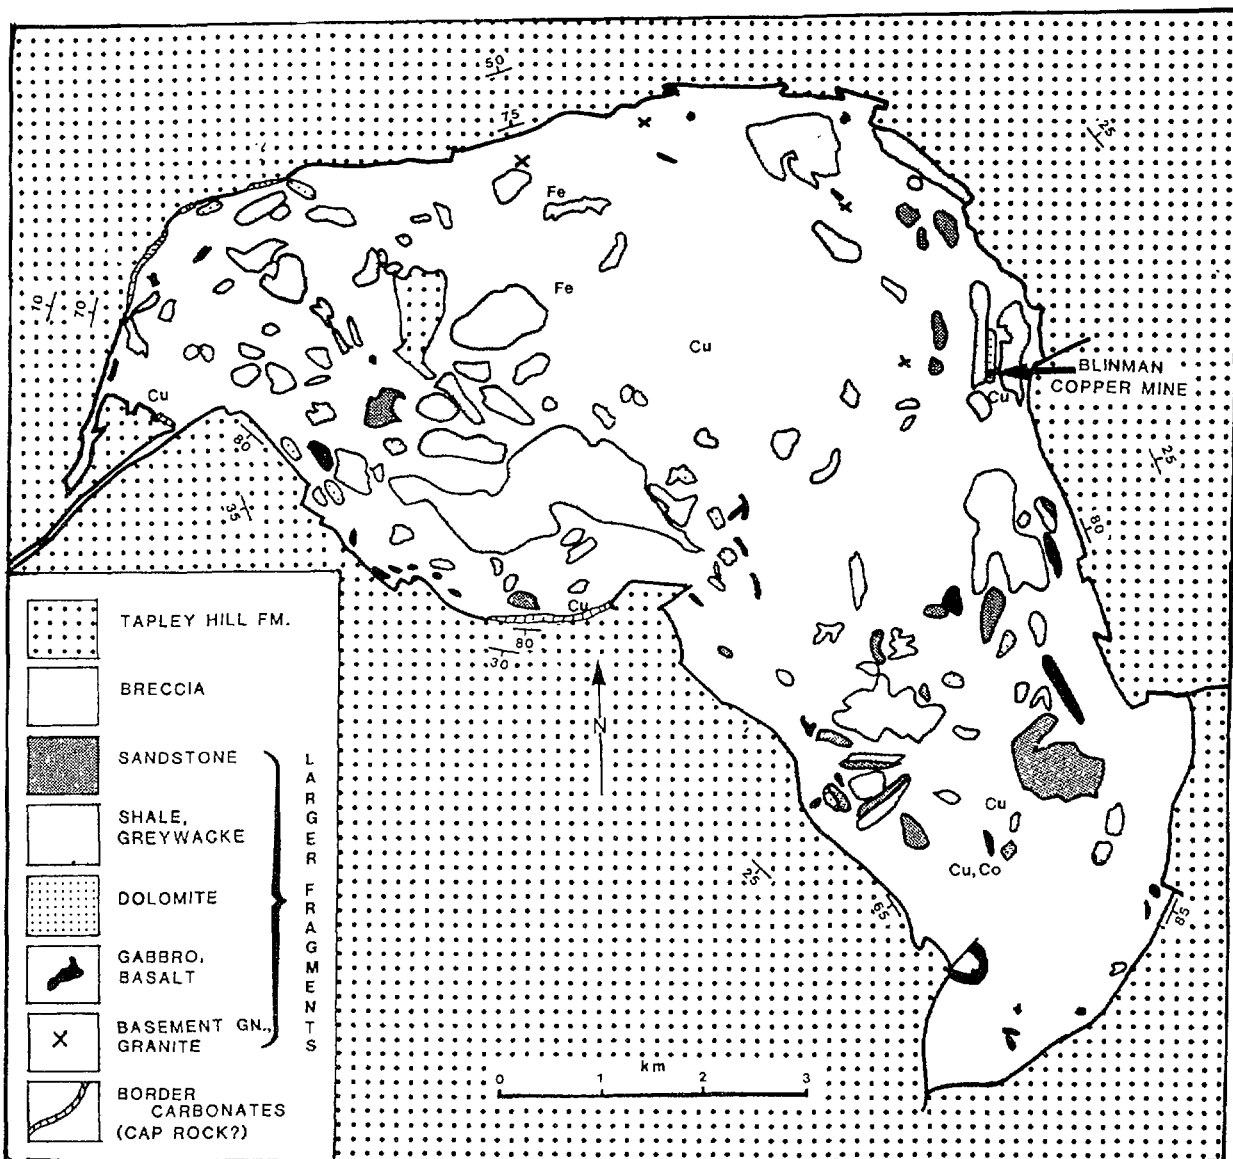 50
75
25
Fe
10
70
Fe
Cu
BLINMAN
COPPER MINE
Cu
Cu
80
25
35
80
Cu
80
30
N
Cu
Cu, Co
25
65
85
km
0 1 2 3
TAPLEY HILL FM.
BRECCIA
SANDSTONE
SHALE,
GREYWACKE
DOLOMITE
GABBRO,
BASALT
BASEMENT GN.,
GRANITE
BORDER
CARBONATES
(CAP ROCK?)
LARGER FRAGMENTS